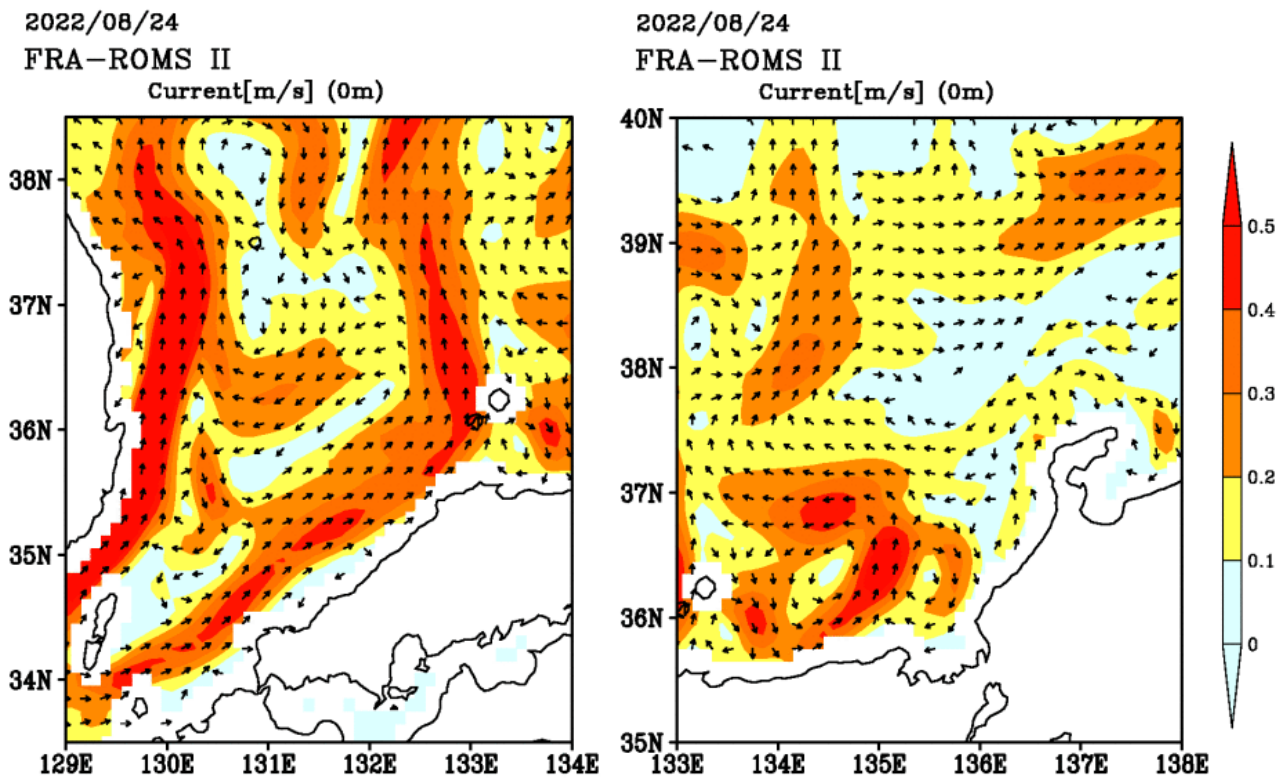 2022/08/24
FRA-ROMS II
Current[m/s] (0m)
38N
37N
36N
35N
34N
129E 130E 131E 132E 133E 134E
2022/08/24
FRA-ROMS II
Current[m/s] (0m)
40N
39N
38N
37N
36N
35N
133E 134E 135E 136E 137E 138E
0.5
0.4
0.3
0.2
0.1
0